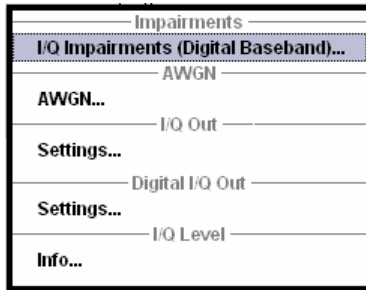 Impairments
I/Q Impairments (Digital Baseband)...
AWGN
AWGN...
I/Q Out
Settings...
Digital I/Q Out
Settings...
I/Q Level
Info...